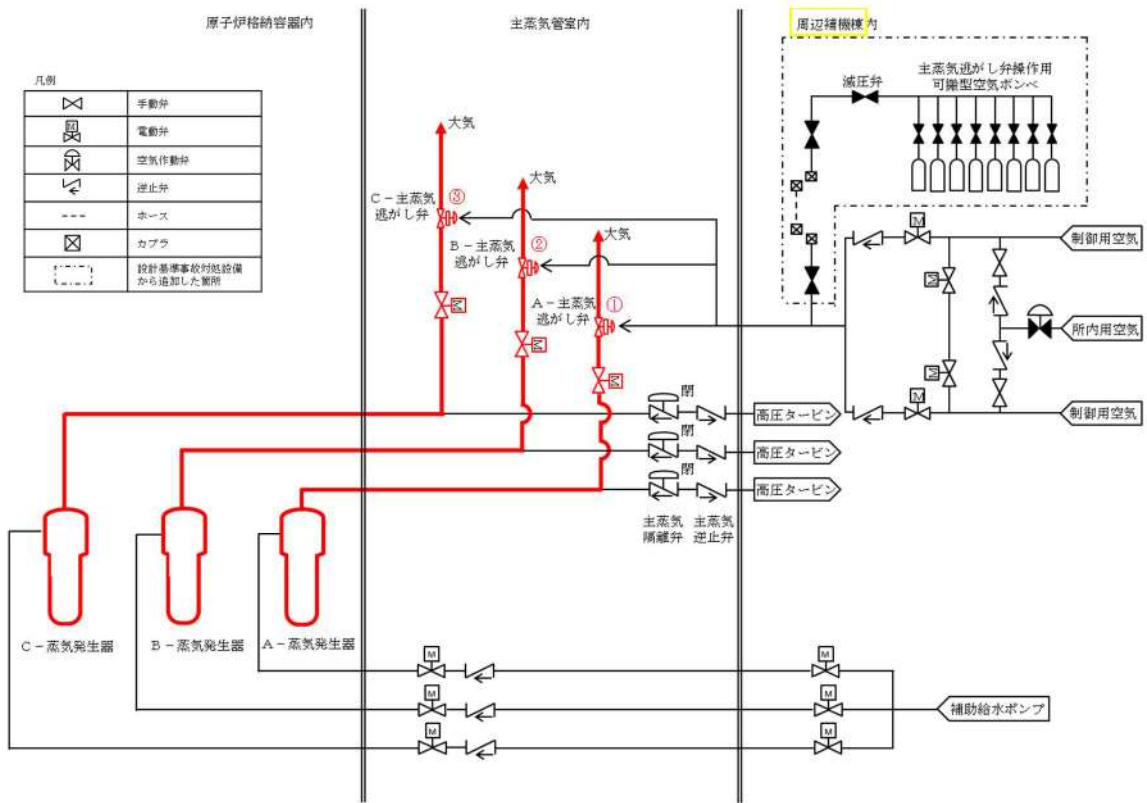 原子炉格納容器内
主蒸気管室内
周辺補機棟内
凡例
手動弁
電動弁
空気作動弁
逆止弁
ホース
カプラ
設計基準事故対処設備
から追加した箇所
M
減圧弁
主蒸気逃がし弁操作用
可搬型空気ボンベ
大気
③
C－主蒸気
逃がし弁
M
大気
②
B－主蒸気
逃がし弁
M
大気
①
A－主蒸気
逃がし弁
M
M
制御用空気
M
所内用空気
M
M
制御用空気
閉
高圧タービン
閉
高圧タービン
閉
高圧タービン
主蒸気
隔離弁
主蒸気
逆止弁
C－蒸気発生器
B－蒸気発生器
A－蒸気発生器
M
M
M
M
補助給水ポンプ
M
M